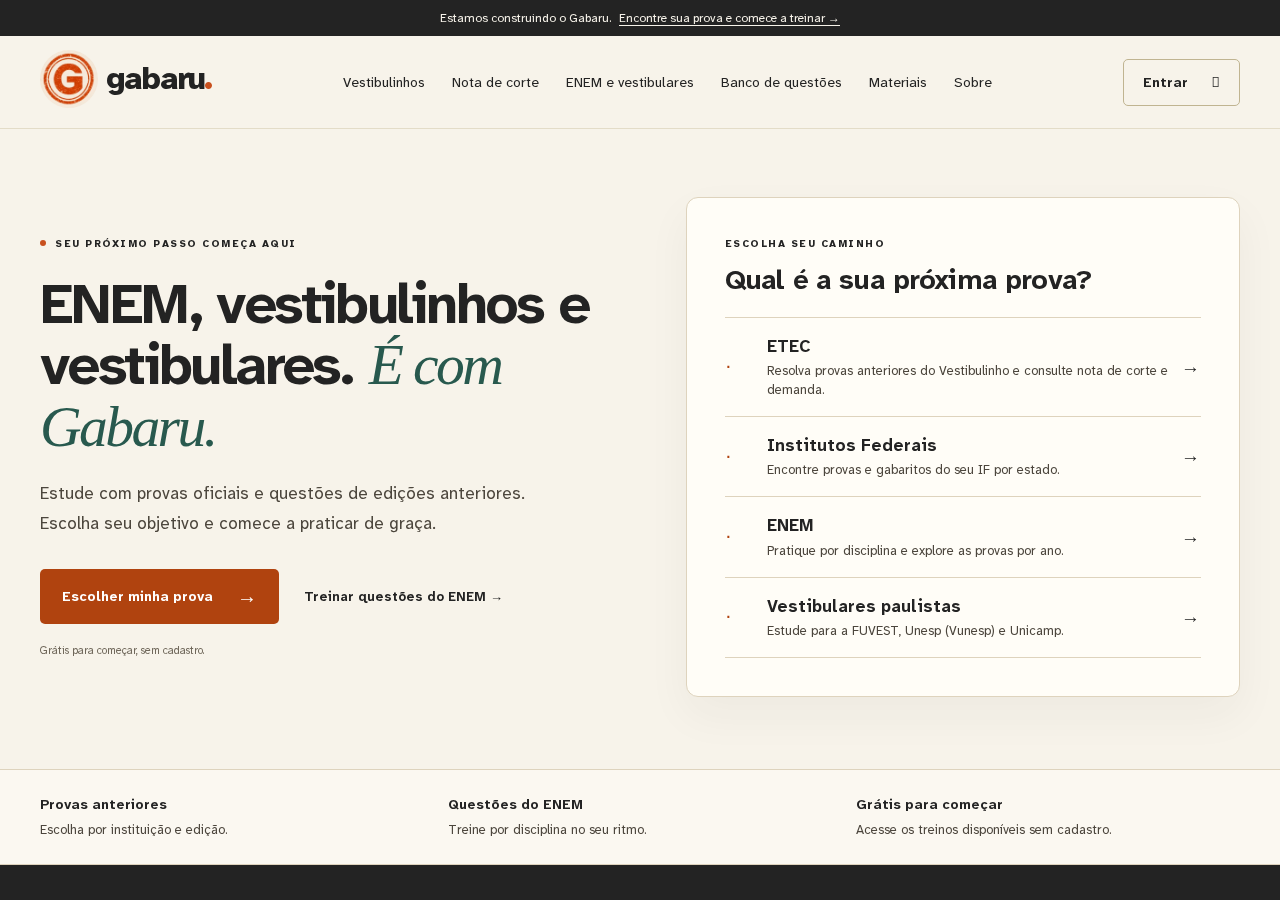 Estamos construindo o Gabaru. Encontre sua prova e comece a treinar →
G
gabaru.
Vestibulinhos
Nota de corte
ENEM e vestibulares
Banco de questões
Materiais
Sobre
Entrar
SEU PRÓXIMO PASSO COMEÇA AQUI
ENEM, vestibulinhos e
vestibulares. É com
Gabaru.
Estude com provas oficiais e questões de edições anteriores.
Escolha seu objetivo e comece a praticar de graça.
Escolher minha prova →
Treinar questões do ENEM →
Grátis para começar, sem cadastro.
ESCOLHA SEU CAMINHO
Qual é a sua próxima prova?
ETEC
Resolva provas anteriores do Vestibulinho e consulte nota de corte e
demanda.
→
Institutos Federais
Encontre provas e gabaritos do seu IF por estado.
→
ENEM
Pratique por disciplina e explore as provas por ano.
→
Vestibulares paulistas
Estude para a FUVEST, Unesp (Vunesp) e Unicamp.
→
Provas anteriores
Escolha por instituição e edição.
Questões do ENEM
Treine por disciplina no seu ritmo.
Grátis para começar
Acesse os treinos disponíveis sem cadastro.